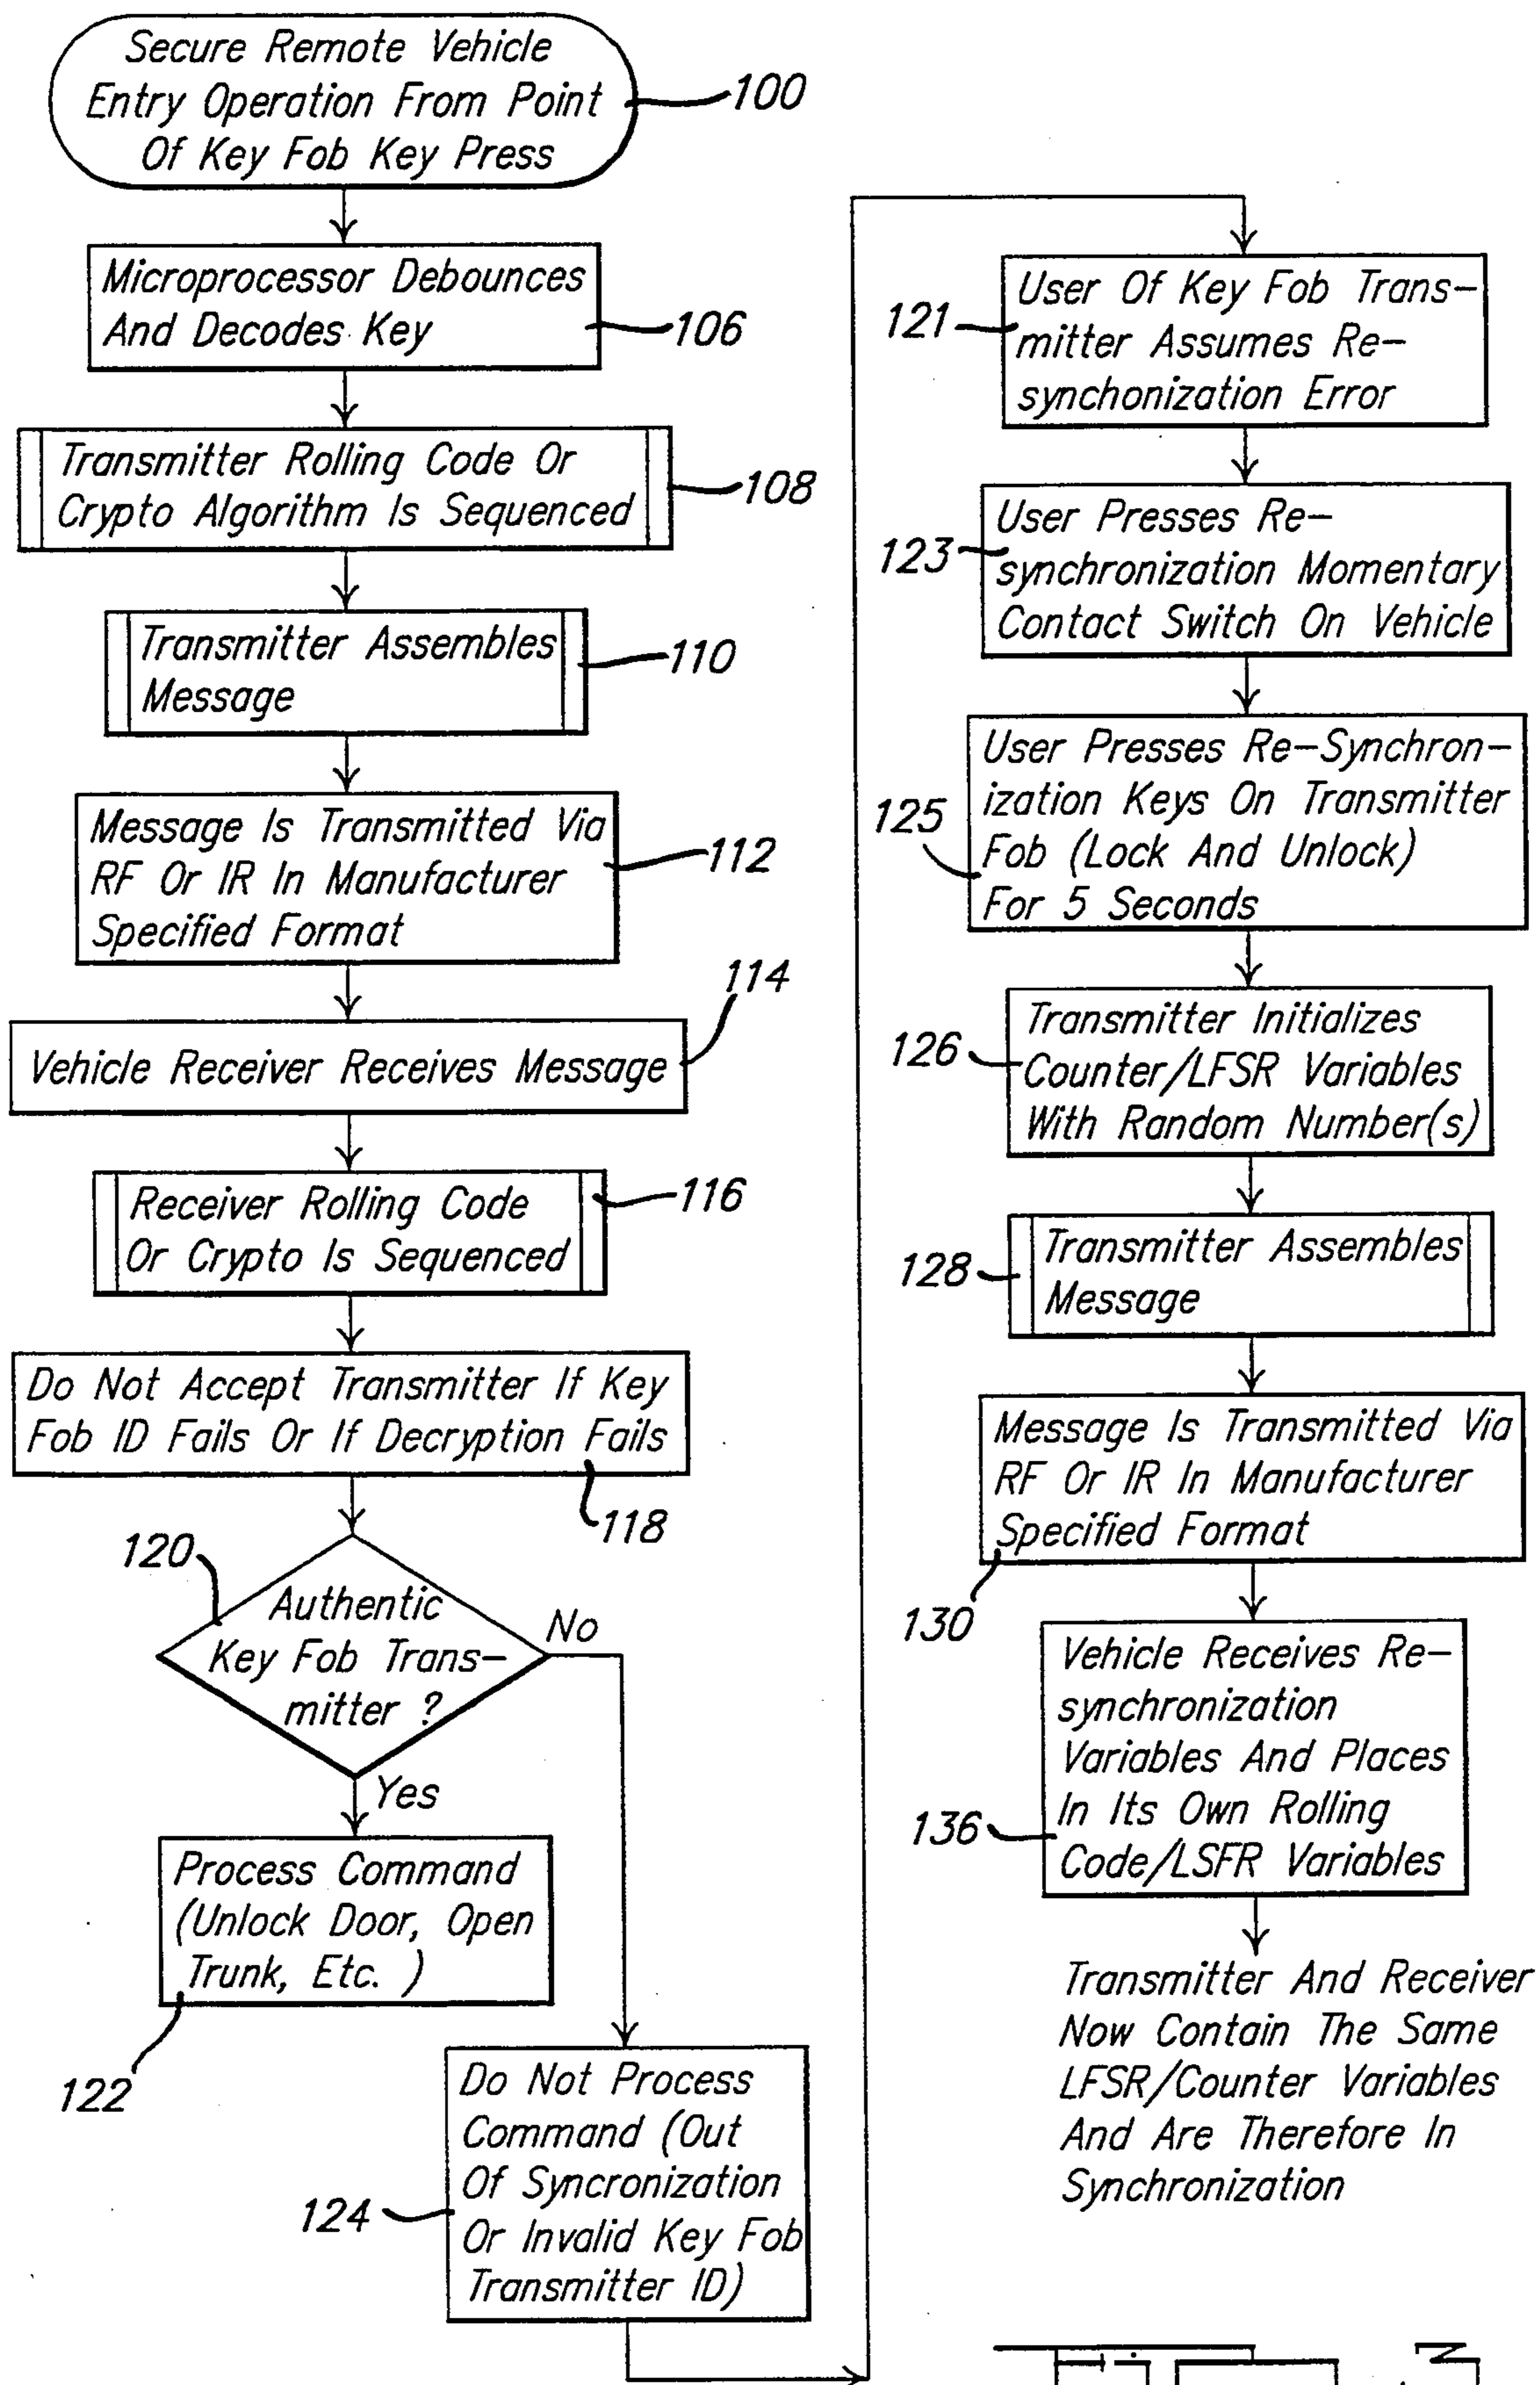 Secure Remote Vehicle
Entry Operation From Point
Of Key Fob Key Press
100
Microprocessor Debounces
And Decodes Key
106
Transmitter Rolling Code Or
Crypto Algorithm Is Sequenced
108
Transmitter Assembles
Message
110
Message Is Transmitted Via
RF Or IR In Manufacturer
Specified Format
112
114
Vehicle Receiver Receives Message
Receiver Rolling Code
Or Crypto Is Sequenced
116
Do Not Accept Transmitter If Key
Fob ID Fails Or If Decryption Fails
118
120
Authentic
Key Fob Trans-
mitter ?
No
Yes
Process Command
(Unlock Door, Open
Trunk, Etc. )
122
Do Not Process
Command (Out
Of Syncronization
Or Invalid Key Fob
Transmitter ID)
124
User Of Key Fob Trans-
mitter Assumes Re-
synchonization Error
121
User Presses Re-
synchronization Momentary
Contact Switch On Vehicle
123
User Presses Re-Synchron-
ization Keys On Transmitter
Fob (Lock And Unlock)
For 5 Seconds
125
Transmitter Initializes
Counter/LFSR Variables
With Random Number(s)
126
Transmitter Assembles
Message
128
Message Is Transmitted Via
RF Or IR In Manufacturer
Specified Format
130
Vehicle Receives Re-
synchronization
Variables And Places
In Its Own Rolling
Code/LSFR Variables
136
Transmitter And Receiver
Now Contain The Same
LFSR/Counter Variables
And Are Therefore In
Synchronization